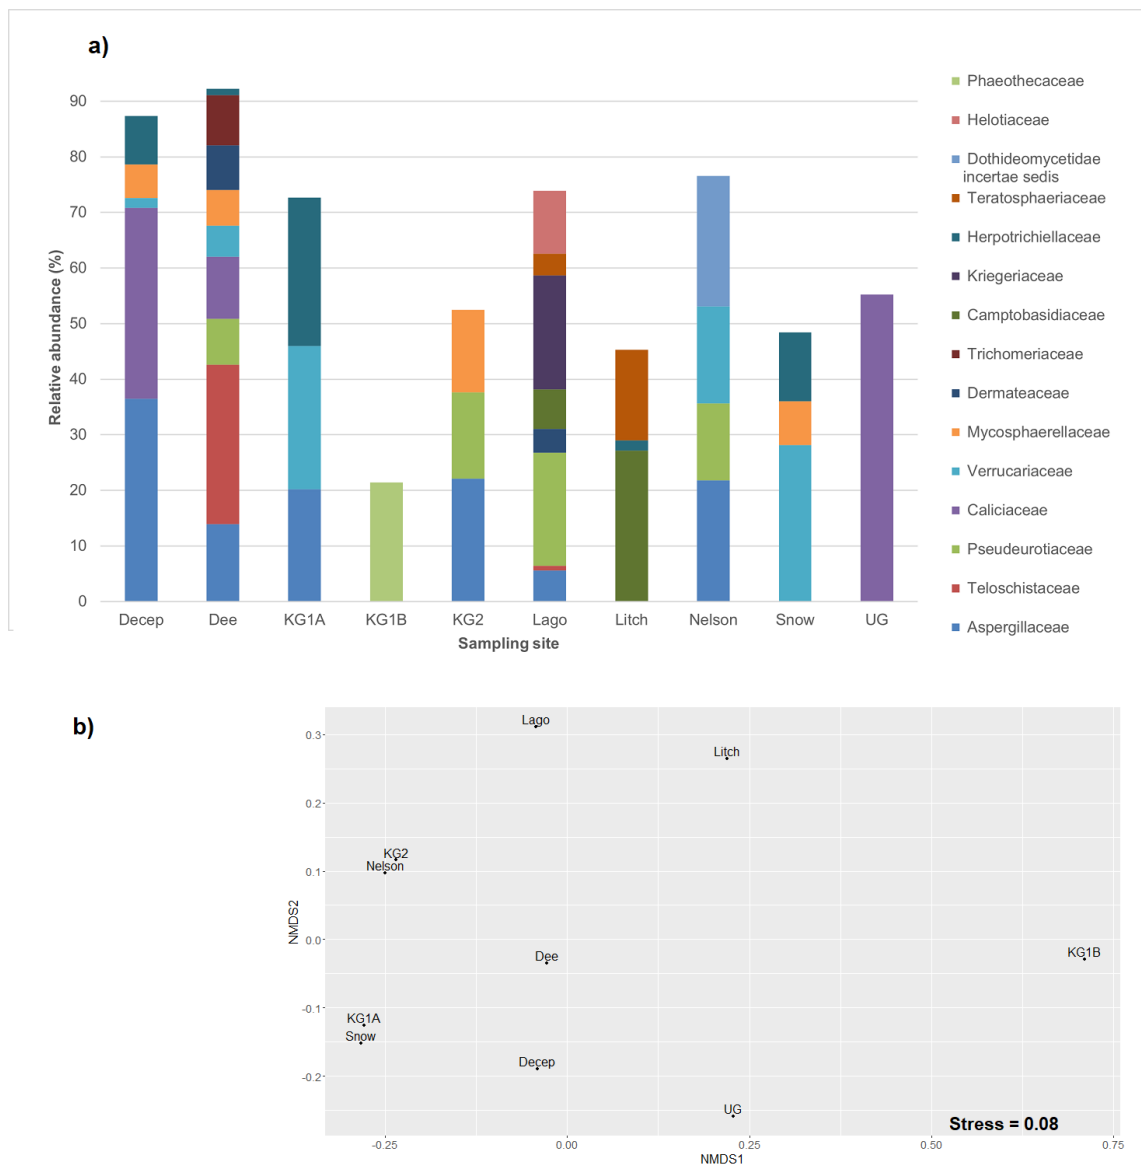 a)
Relative abundance (%)
90
80
70
60
50
40
30
20
10
0
Decep Dee KG1A KG1B KG2 Lago Litch Nelson Snow UG
Sampling site
Phaeothecaceae
Helotiaceae
Dothideomycetidae
incertae sedis
Teratosphaeriaceae
Herpotrichiellaceae
Kriegeriaceae
Camptobasidiaceae
Trichomeriaceae
Dermateaceae
Mycosphaerellaceae
Verrucariaceae
Caliciaceae
Pseudeurotiaceae
Teloschistaceae
Aspergillaceae
b)
NMDS2
0.3
0.2
0.1
0.0
-0.1
-0.2
Lago
Litch
KG2
Nelson
Dee
KG1B
KG1A
Snow
Decep
UG
Stress = 0.08
-0.25 0.00 0.25 0.50 0.75
NMDS1